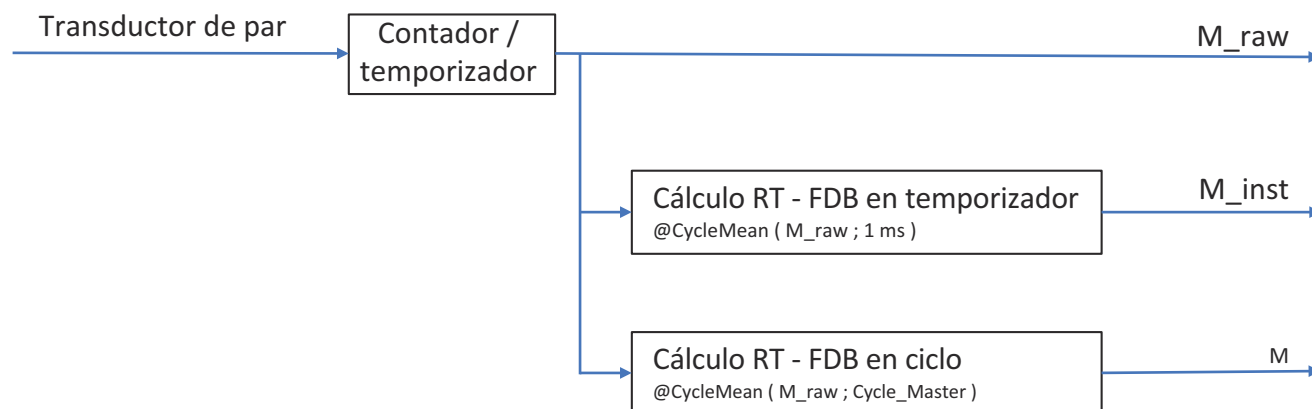 Transductor de par
Contador /
temporizador
M_raw
Cálculo RT - FDB en temporizador
@CycleMean ( M_raw ; 1 ms )
M_inst
Cálculo RT - FDB en ciclo
@CycleMean ( M_raw ; Cycle_Master )
M